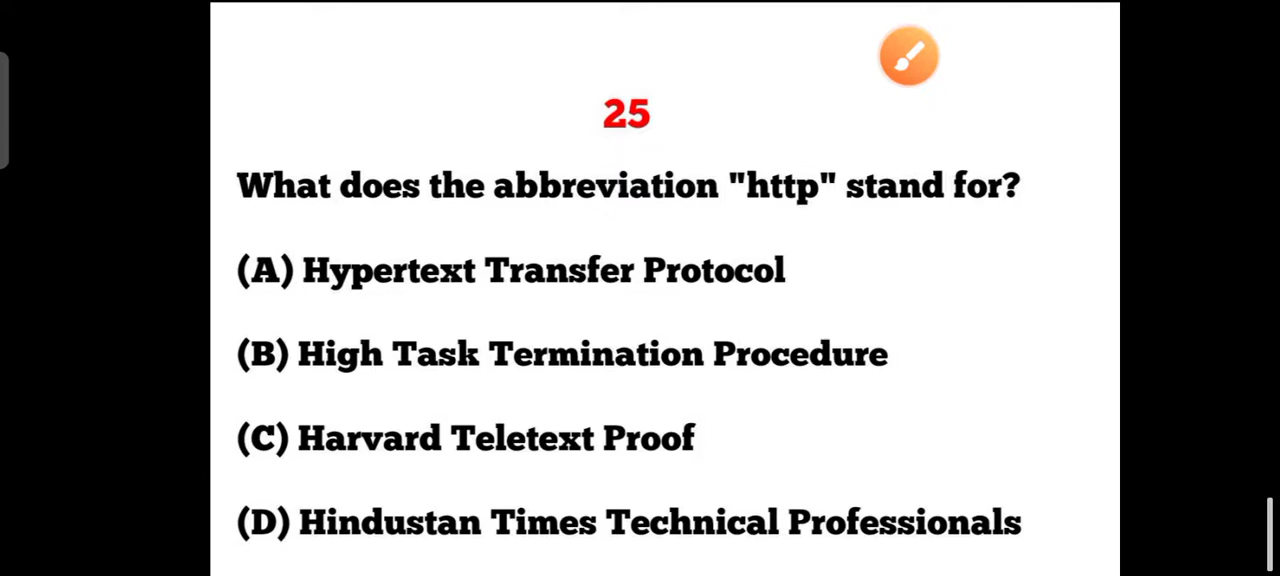 25
What does the abbreviation "http" stand for?
(A) Hypertext Transfer Protocol
(B) High Task Termination Procedure
(C) Harvard Teletext Proof
(D) Hindustan Times Technical Professionals